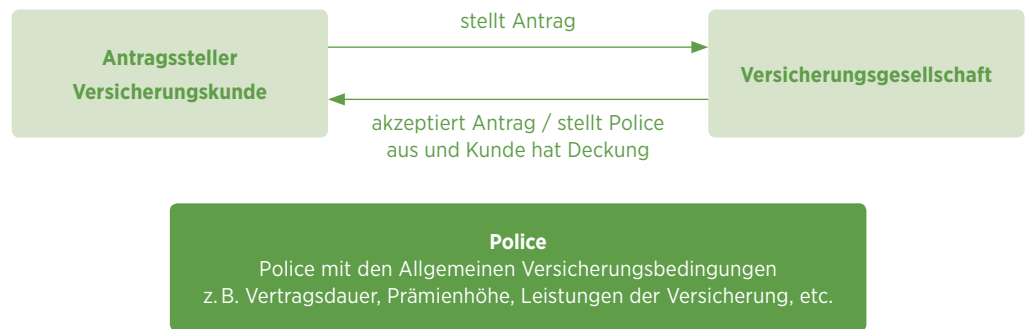 stellt Antrag
Antragssteller
Versicherungskunde
Versicherungsgesellschaft
akzeptiert Antrag / stellt Police
aus und Kunde hat Deckung
Police
Police mit den Allgemeinen Versicherungsbedingungen
z. B. Vertragsdauer, Prämienhöhe, Leistungen der Versicherung, etc.